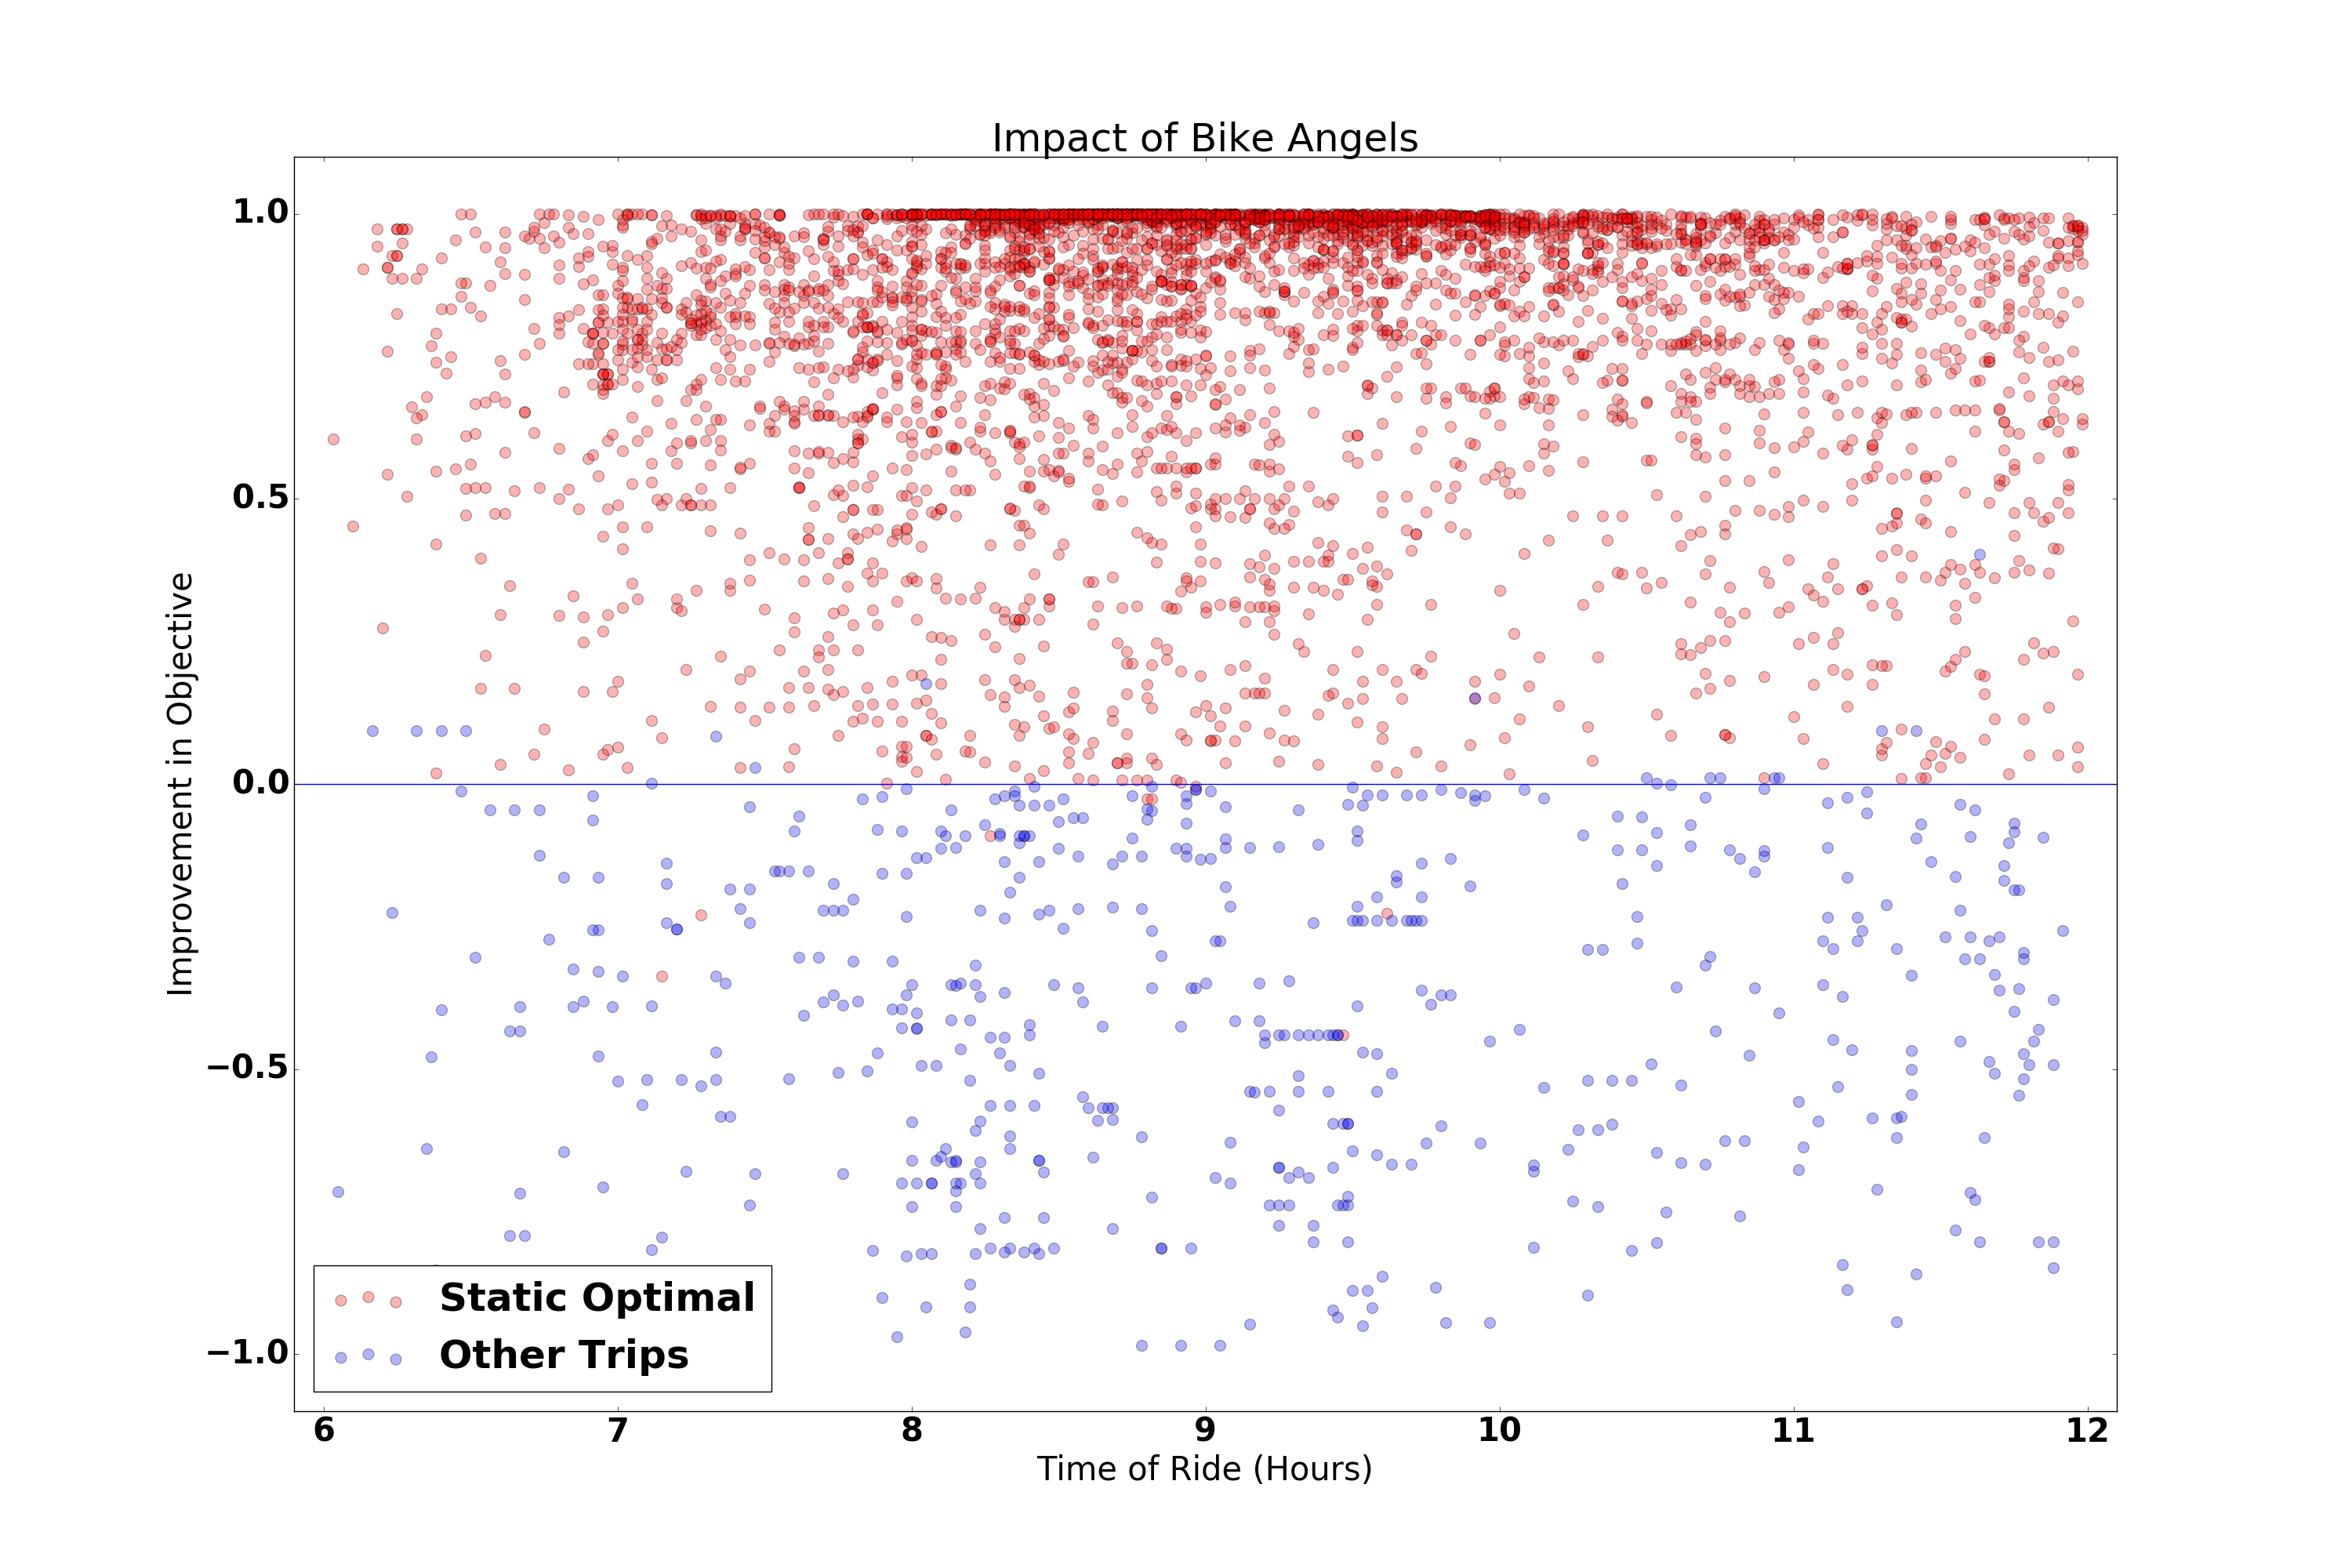 Impact of Bike Angels
Improvement in Objective
1.0
0.5
0.0
−0.5
−1.0
Static Optimal
Other Trips
6 7 8 9 10 11 12
Time of Ride (Hours)